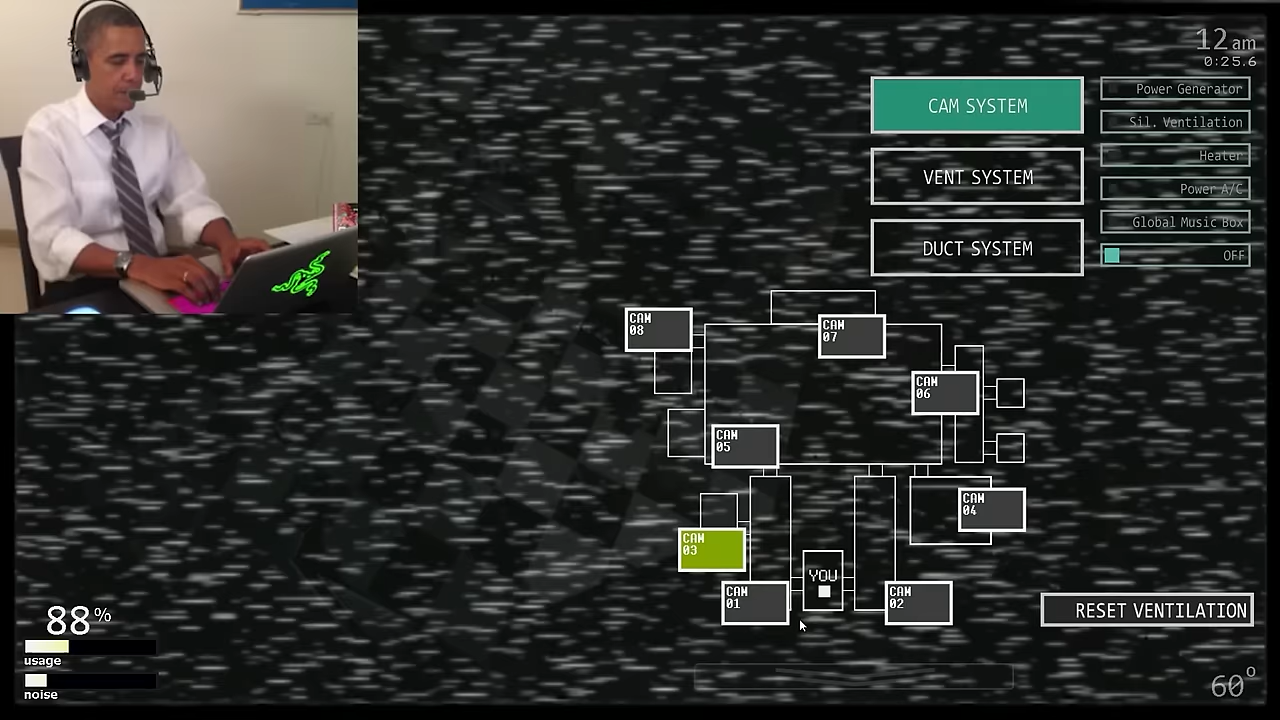 12 am
0:25.6
CAM SYSTEM
VENT SYSTEM
DUCT SYSTEM
Power Generator
Sil. Ventilation
Heater
Power A/C
Global Music Box
OFF
CAM
08
CAM
07
CAM
06
CAM
05
CAM
04
CAM
03
YOU
CAM
01
CAM
02
RESET VENTILATION
88%
usage
noise
60°